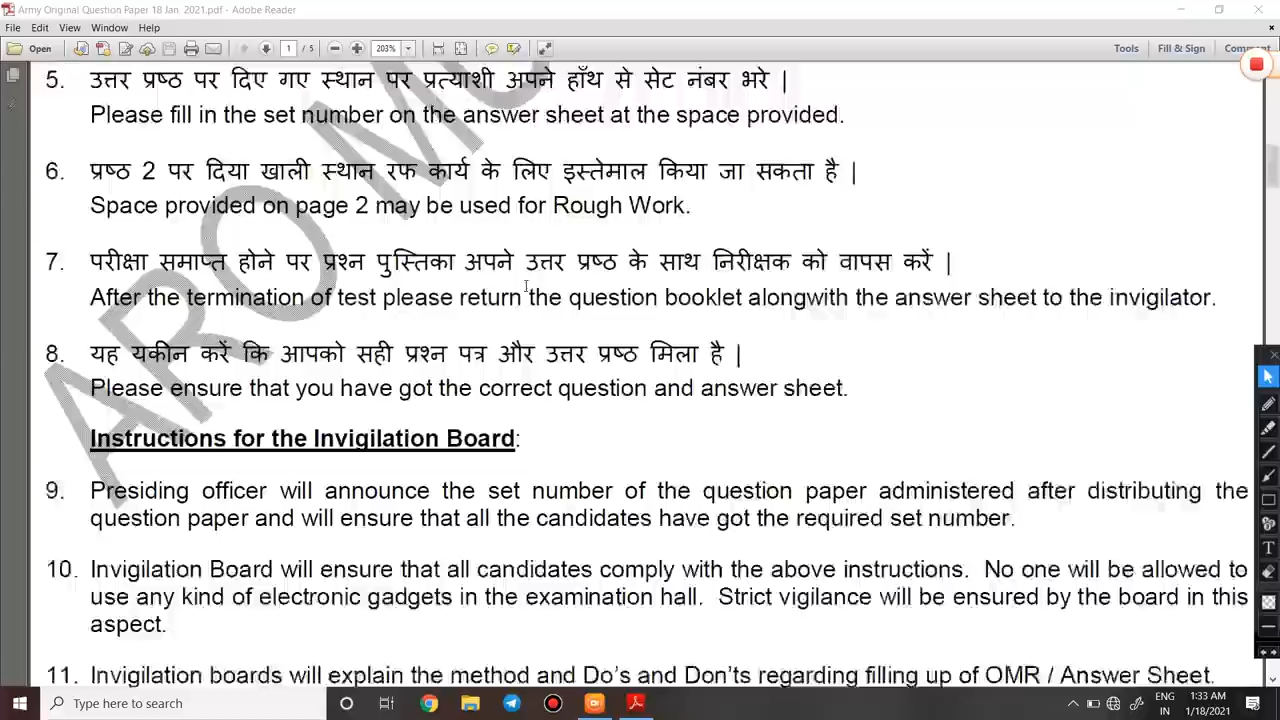 Army Original Question Paper 18 Jan. 2021.pdf - Adobe Reader
File Edit View Window Help
Open 1 / 5 203% Tools Fill & Sign Comment
5. उत्तर प्रष्ठ पर दिए गए स्थान पर प्रत्याशी अपने हाँथ से सेट नंबर भरे |
Please fill in the set number on the answer sheet at the space provided.
6. प्रष्ठ 2 पर दिया खाली स्थान रफ कार्य के लिए इस्तेमाल किया जा सकता है |
Space provided on page 2 may be used for Rough Work.
7. परीक्षा समाप्त होने पर प्रश्न पुस्तिका अपने उत्तर प्रष्ठ के साथ निरीक्षक को वापस करें |
After the termination of test please return the question booklet alongwith the answer sheet to the invigilator.
8. यह यकीन करें कि आपको सही प्रश्न पत्र और उत्तर प्रष्ठ मिला है |
Please ensure that you have got the correct question and answer sheet.
Instructions for the Invigilation Board:
9. Presiding officer will announce the set number of the question paper administered after distributing the
question paper and will ensure that all the candidates have got the required set number.
10. Invigilation Board will ensure that all candidates comply with the above instructions. No one will be allowed to
use any kind of electronic gadgets in the examination hall. Strict vigilance will be ensured by the board in this
aspect.
11. Invigilation boards will explain the method and Do's and Don'ts regarding filling up of OMR / Answer Sheet.
ARO M
Type here to search
ENG 1:33 AM
IN 1/18/2021